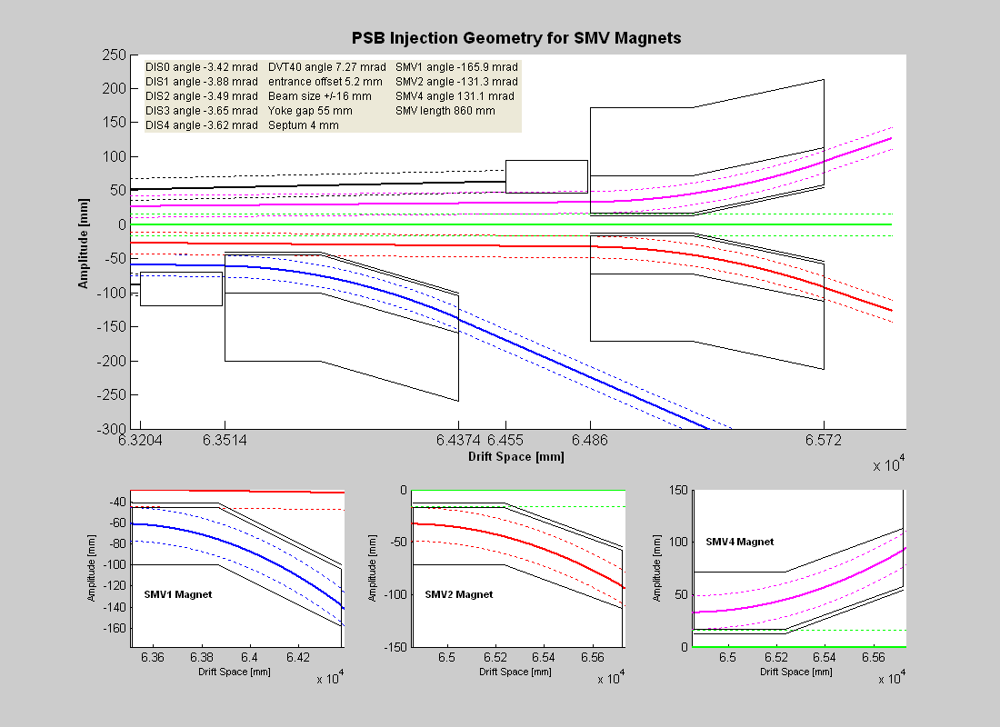 PSB Injection Geometry for SMV Magnets
250
200
150
100
50
0
-50
-100
-150
-200
-250
-300
Amplitude [mm]
DIS0 angle -3.42 mrad DVT40 angle 7.27 mrad SMV1 angle -165.9 mrad
DIS1 angle -3.88 mrad entrance offset 5.2 mm SMV2 angle -131.3 mrad
DIS2 angle -3.49 mrad Beam size +/-16 mm SMV4 angle 131.1 mrad
DIS3 angle -3.65 mrad Yoke gap 55 mm SMV length 860 mm
DIS4 angle -3.62 mrad Septum 4 mm
6.3204 6.3514 6.4374 6.455 6.486 6.572
Drift Space [mm]
x 10^4
-40
-60
-80
-100
-120
-140
-160
Amplitude [mm]
SMV1 Magnet
6.36 6.38 6.4 6.42
Drift Space [mm]
x 10^4
0
-50
-100
-150
Amplitude [mm]
SMV2 Magnet
6.5 6.52 6.54 6.56
Drift Space [mm]
x 10^4
150
100
50
0
Amplitude [mm]
SMV4 Magnet
6.5 6.52 6.54 6.56
Drift Space [mm]
x 10^4